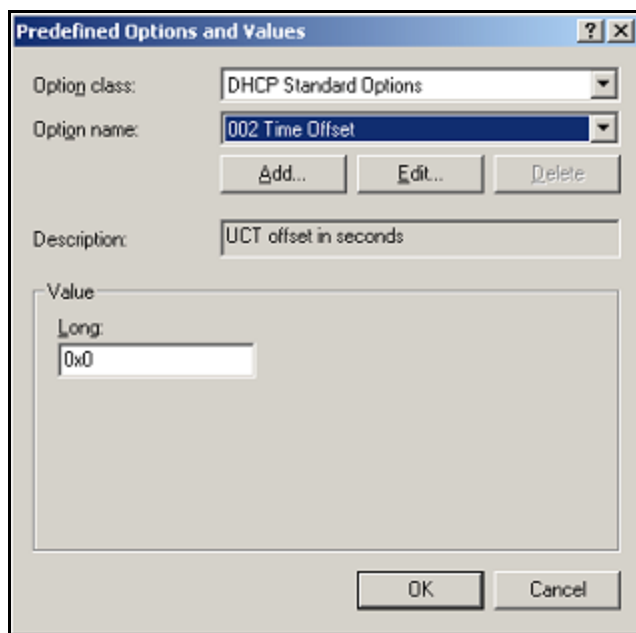 Predefined Options and Values
Option class: DHCP Standard Options
Option name: 002 Time Offset
Add... Edit... Delete
Description: UCT offset in seconds
Value
Long:
0x0
OK Cancel